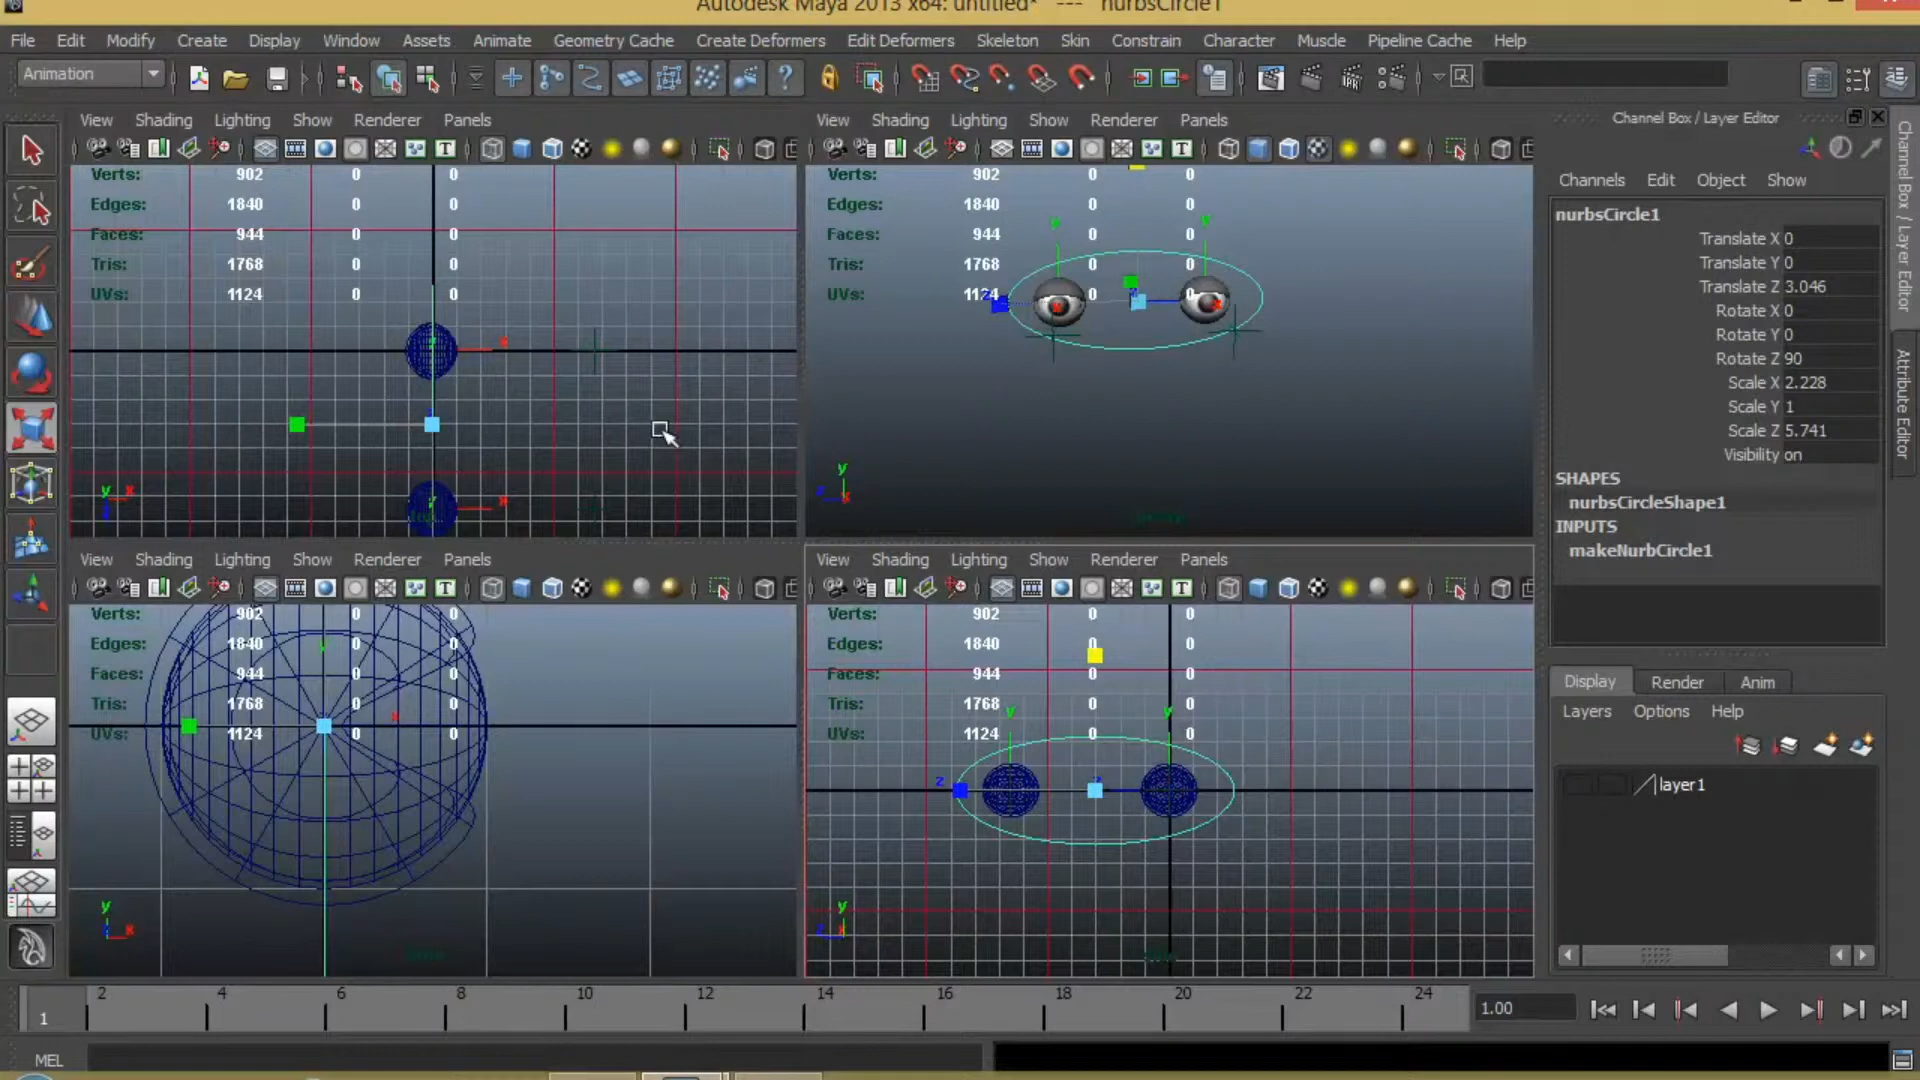 Autodesk Maya 2013 x64: untitled* --- nurbsCircle1
File Edit Modify Create Display Window Assets Animate Geometry Cache Create Deformers Edit Deformers Skeleton Skin Constrain Character Muscle Pipeline Cache Help
Animation
View Shading Lighting Show Renderer Panels
Verts: 902 0 0
Edges: 1840 0 0
Faces: 944 0 0
Tris: 1768 0 0
UVs: 1124 0 0
View Shading Lighting Show Renderer Panels
Verts: 902 0 0
Edges: 1840 0 0
Faces: 944 0 0
Tris: 1768 0 0
UVs: 1124 0 0
View Shading Lighting Show Renderer Panels
Verts: 902 0 0
Edges: 1840 0 0
Faces: 944 0 0
Tris: 1768 0 0
UVs: 1124 0 0
View Shading Lighting Show Renderer Panels
Verts: 902 0 0
Edges: 1840 0 0
Faces: 944 0 0
Tris: 1768 0 0
UVs: 1124 0 0
Channel Box / Layer Editor
Channels Edit Object Show
nurbsCircle1
Translate X 0
Translate Y 0
Translate Z 3.046
Rotate X 0
Rotate Y 0
Rotate Z 90
Scale X 2.228
Scale Y 1
Scale Z 5.741
Visibility on
SHAPES
nurbsCircleShape1
INPUTS
makeNurbCircle1
Display Render Anim
Layers Options Help
layer1
Channel Box / Layer Editor
Attribute Editor
2 4 6 8 10 12 14 16 18 20 22 24
1
1.00
MEL